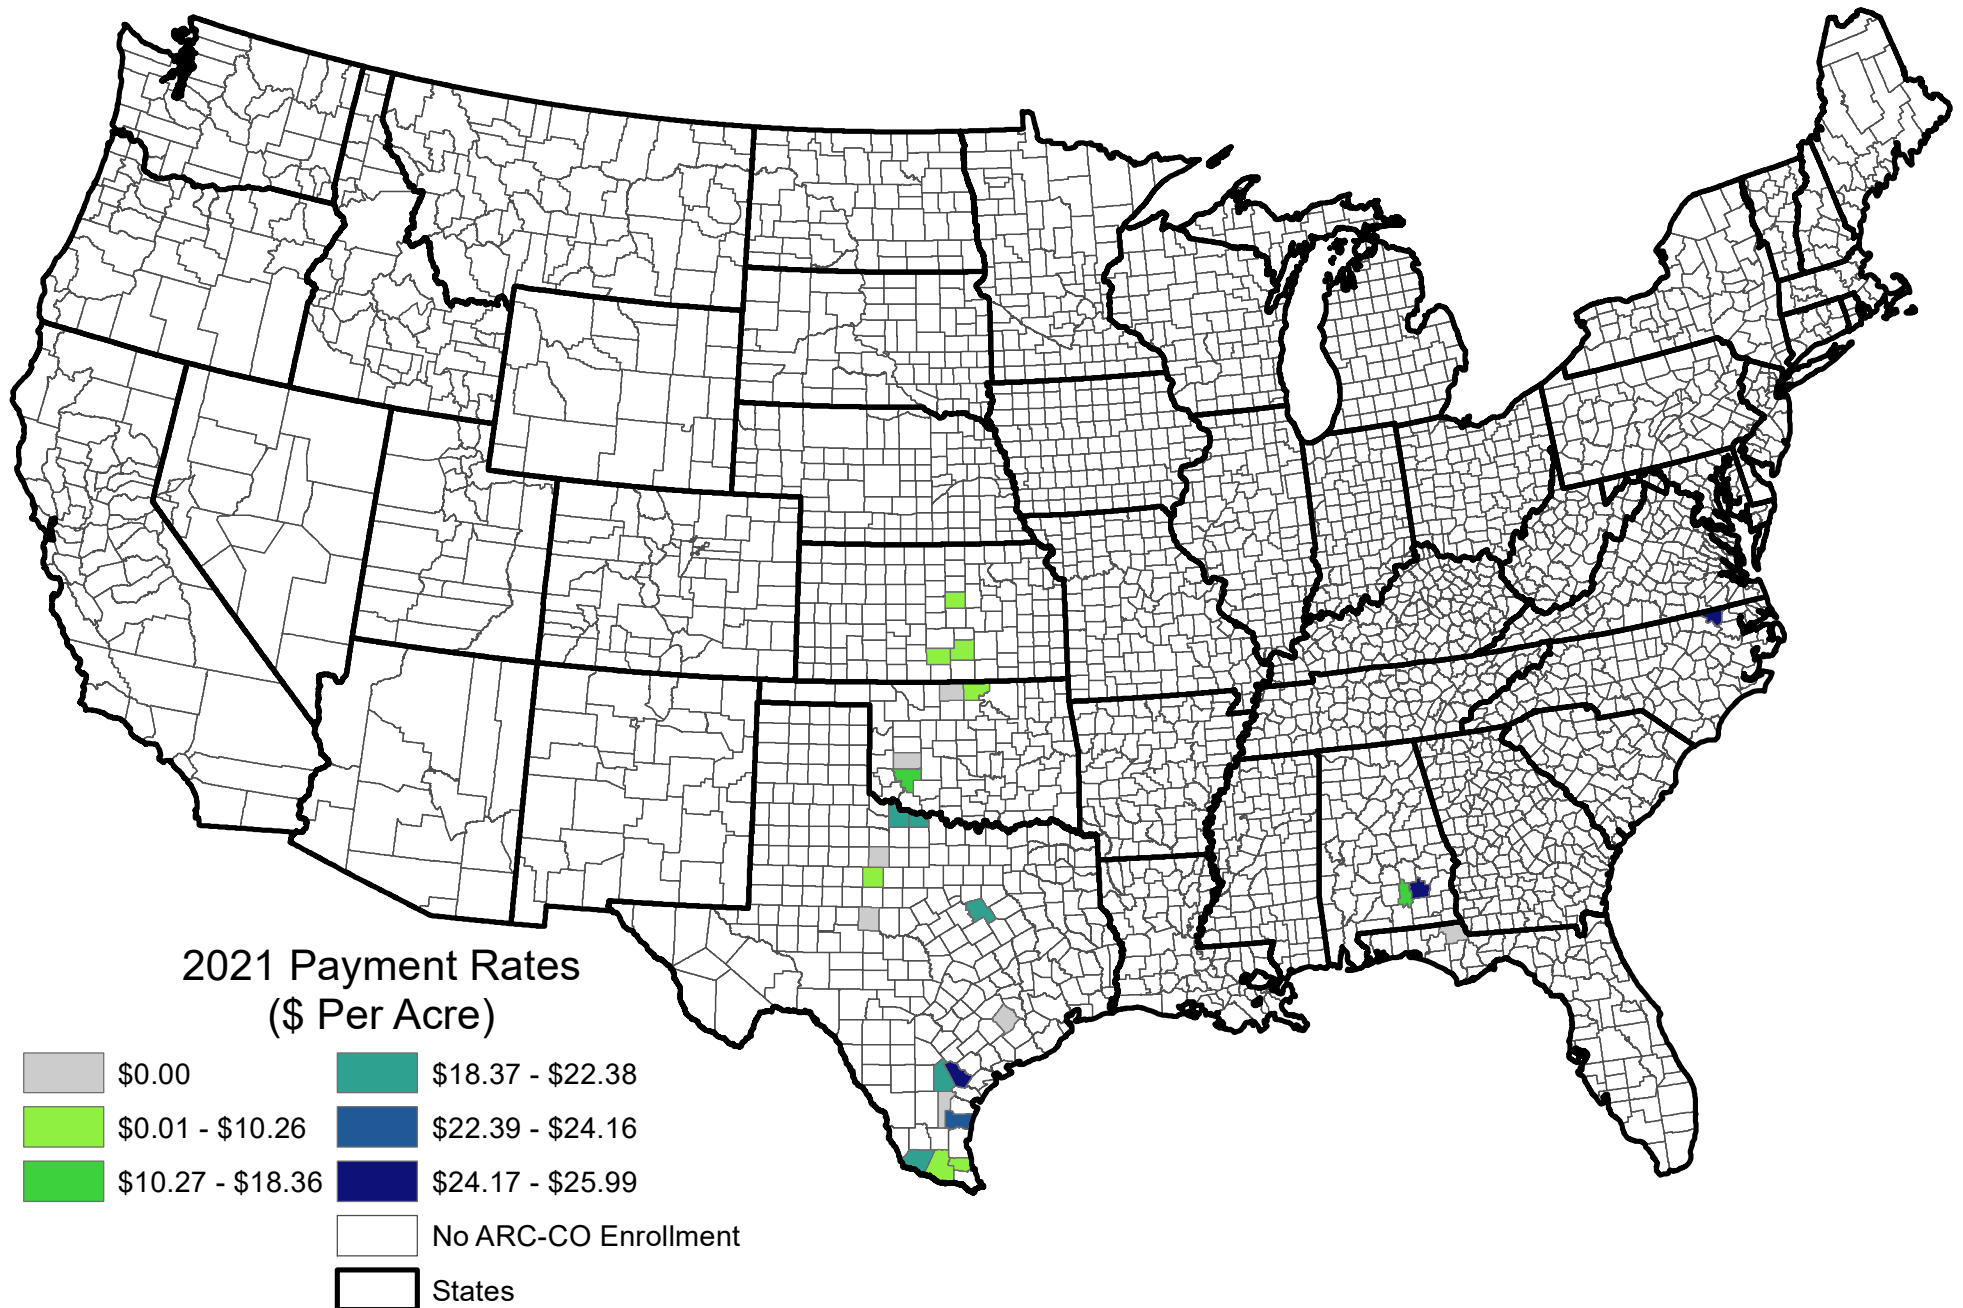 2021 Payment Rates
($ Per Acre)
$0.00
$0.01 - $10.26
$10.27 - $18.36
$18.37 - $22.38
$22.39 - $24.16
$24.17 - $25.99
No ARC-CO Enrollment
States